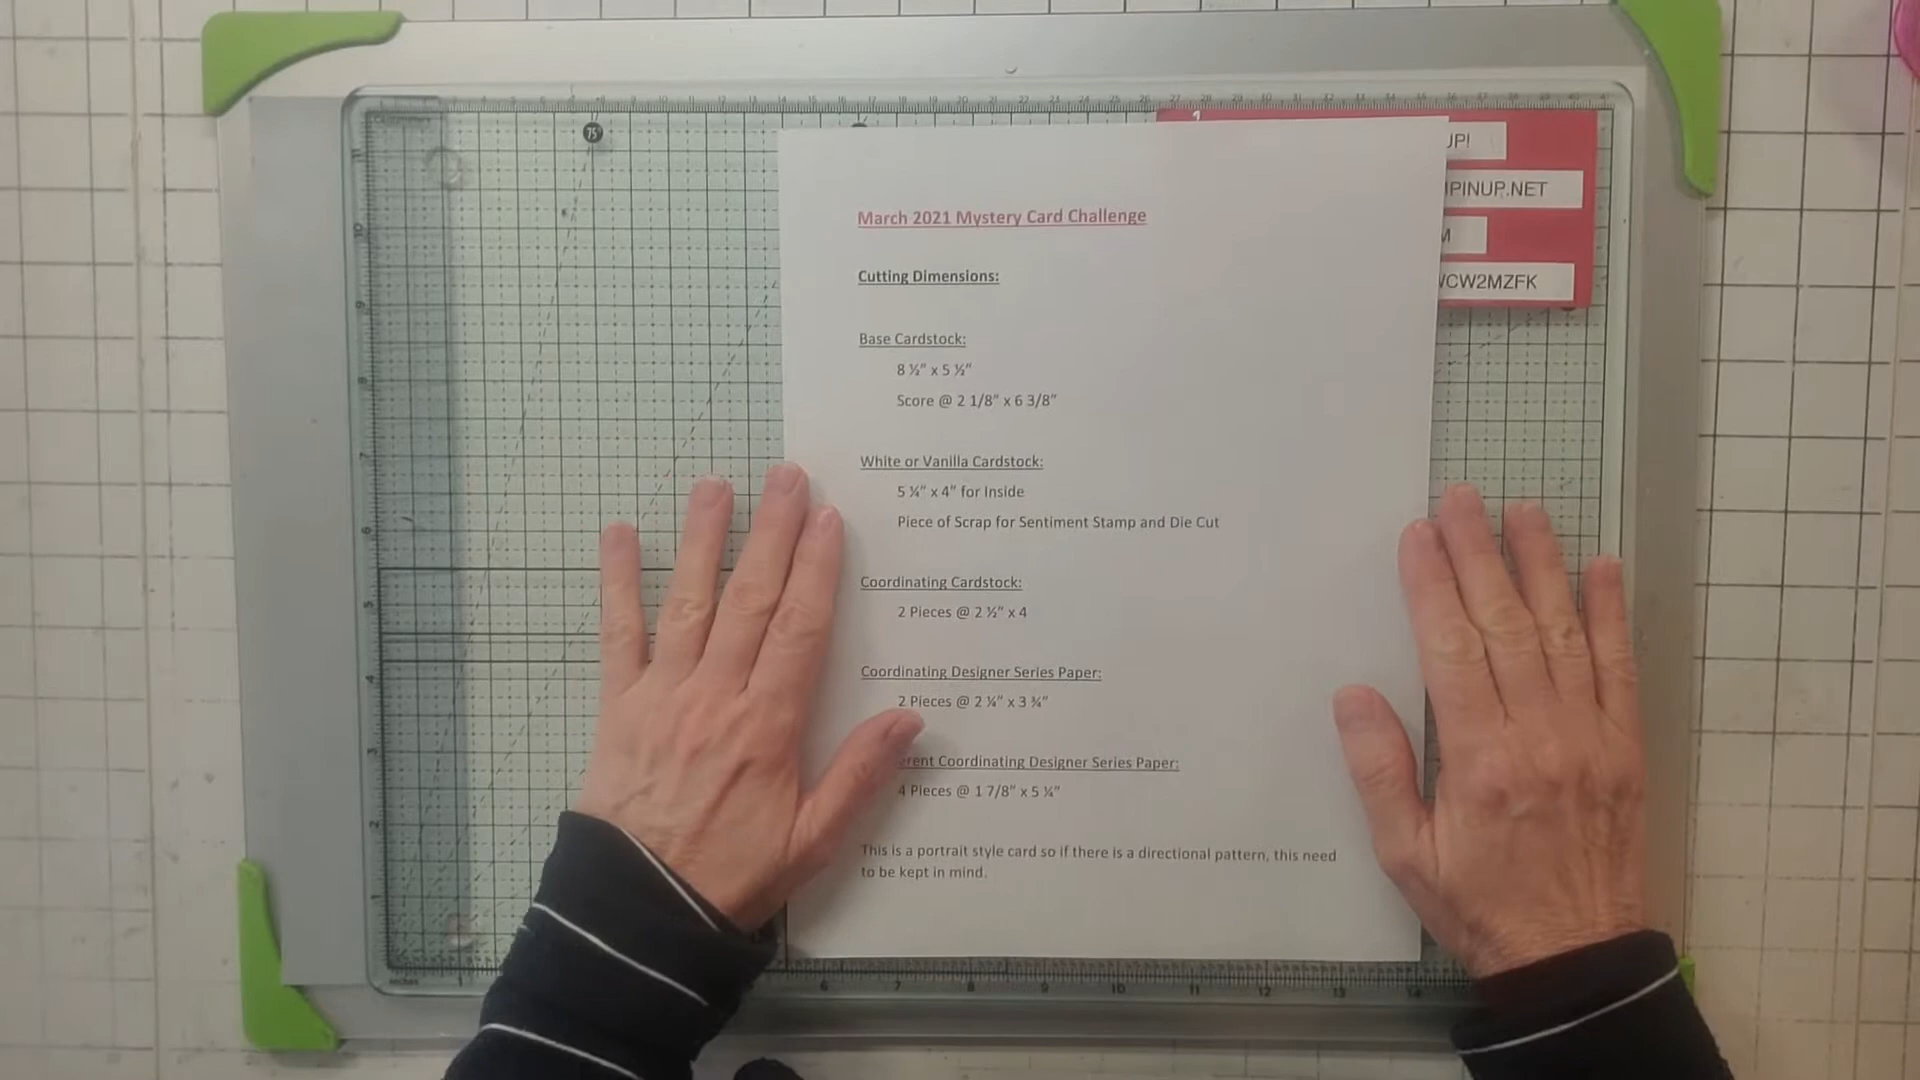 March 2021 Mystery Card Challenge
Cutting Dimensions:
Base Cardstock:
8 ½" x 5 ½"
Score @ 2 1/8" x 6 3/8"
White or Vanilla Cardstock:
5 ¼" x 4" for Inside
Piece of Scrap for Sentiment Stamp and Die Cut
Coordinating Cardstock:
2 Pieces @ 2 ½" x 4
Coordinating Designer Series Paper:
2 Pieces @ 2 ¼" x 3 ¾"
erent Coordinating Designer Series Paper:
4 Pieces @ 1 7/8" x 5 ¼"
This is a portrait style card so if there is a directional pattern, this need
to be kept in mind.
UP!
IPINUP.NET
M
CW2MZFK
75°